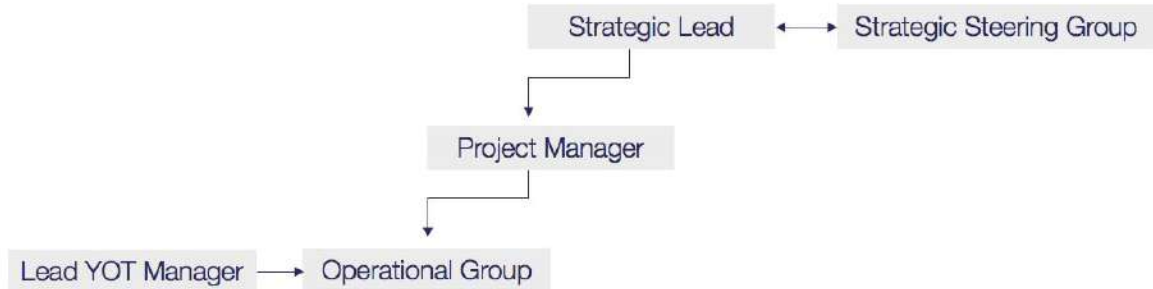 Strategic Lead
Strategic Steering Group
Project Manager
Lead YOT Manager
Operational Group